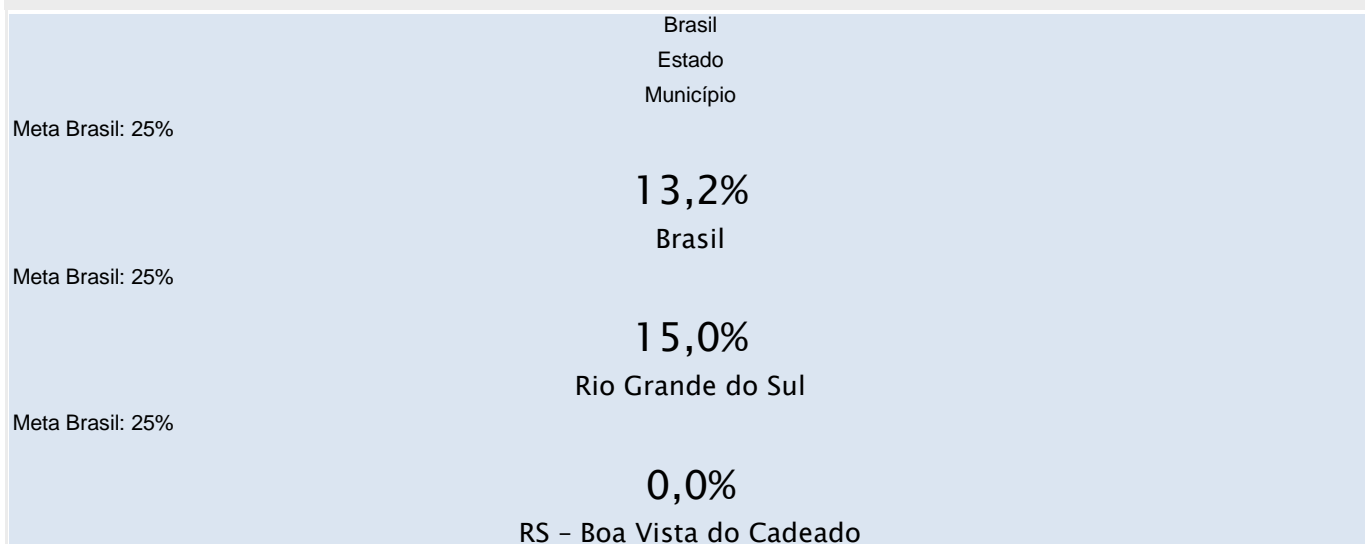 Brasil
Estado
Município
Meta Brasil: 25%
13,2%
Brasil
Meta Brasil: 25%
15,0%
Rio Grande do Sul
Meta Brasil: 25%
0,0%
RS – Boa Vista do Cadeado